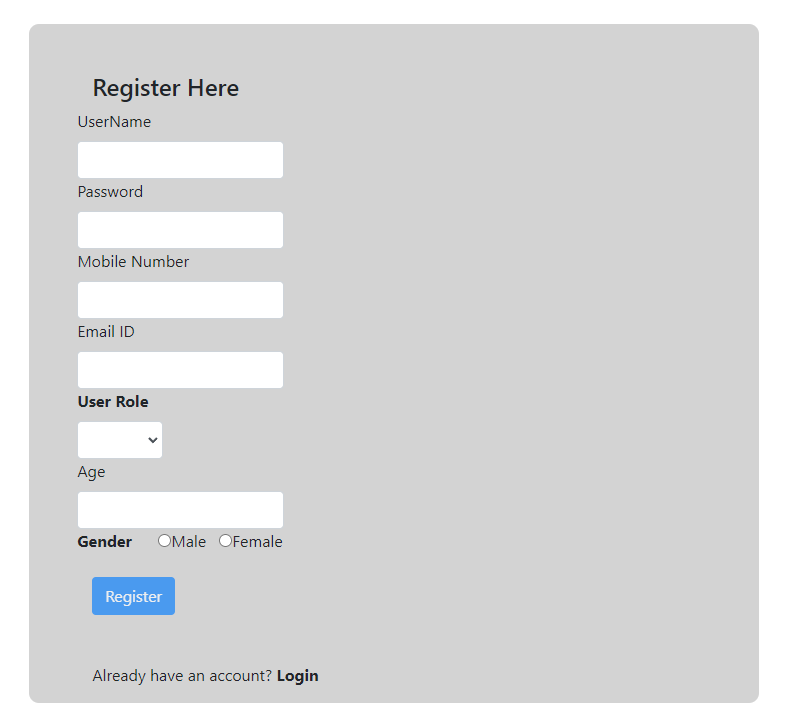 Register Here
UserName
Password
Mobile Number
Email ID
User Role
Age
Gender Male Female
Register
Already have an account? Login